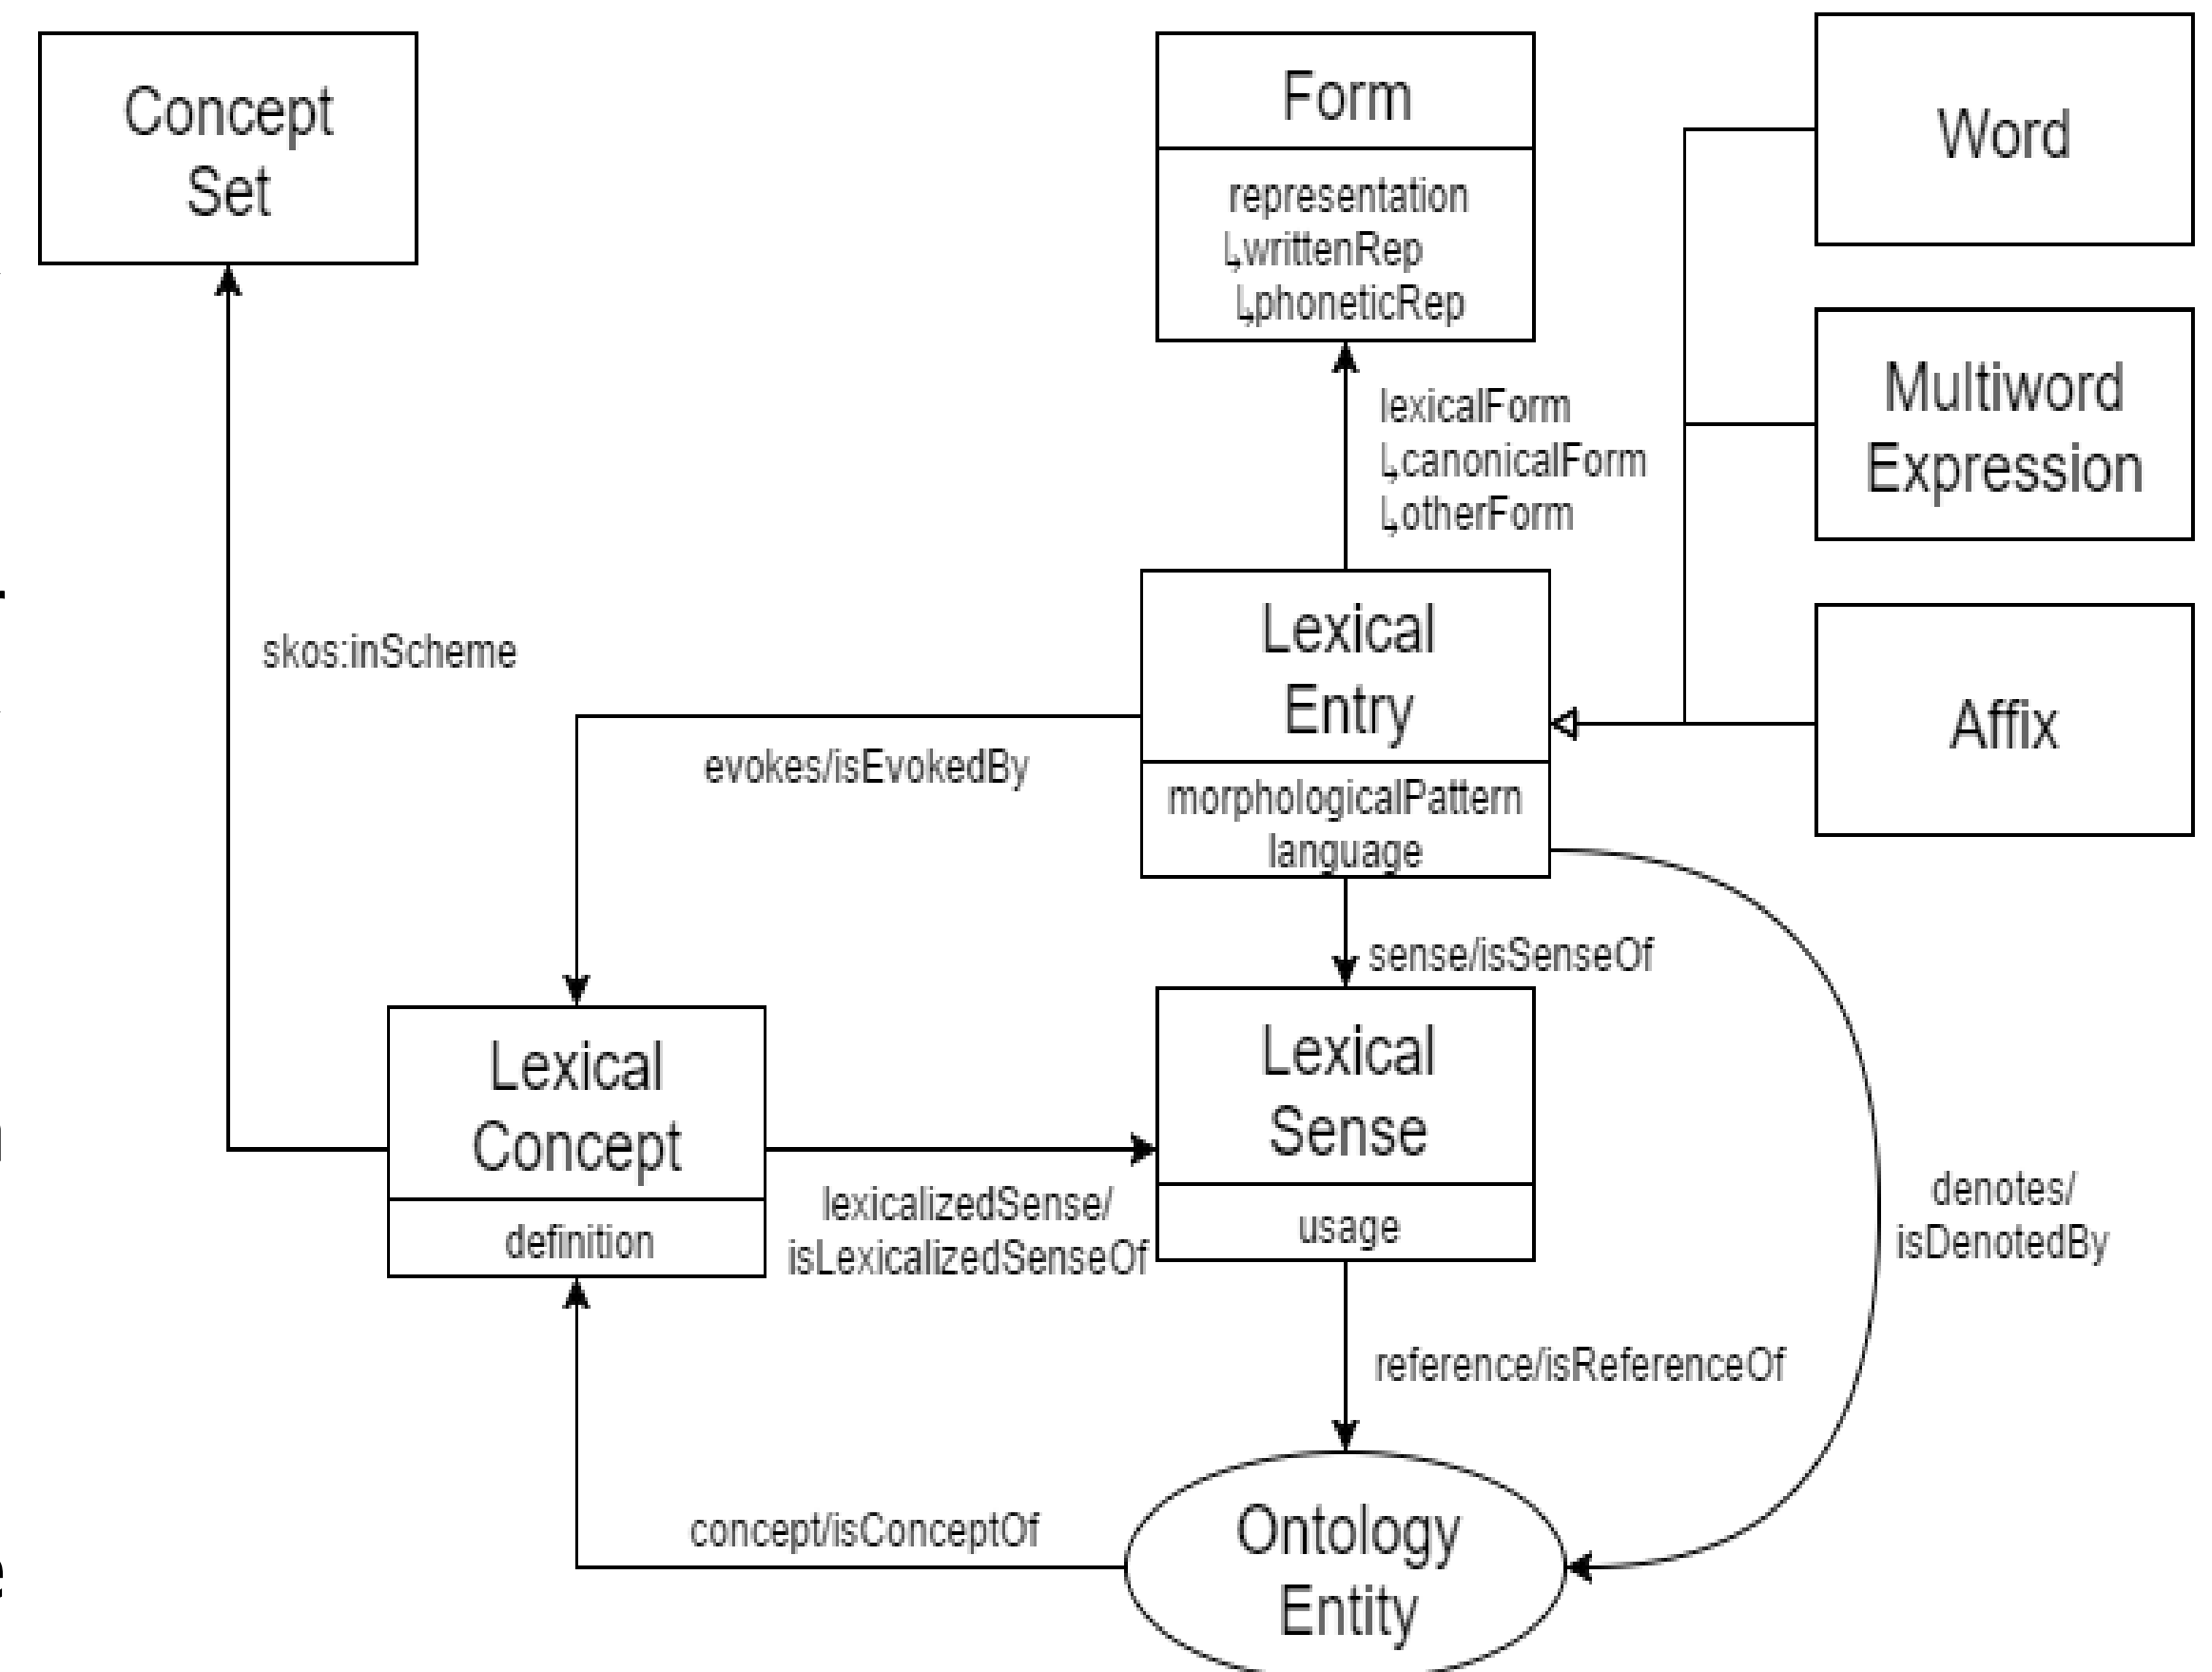 Concept
Set
Form
representation
↳writtenRep
↳phoneticRep
Word
Multiword
Expression
lexicalForm
↳canonicalForm
↳otherForm
skos:inScheme
Lexical
Entry
morphologicalPattern
language
Affix
evokes/isEvokedBy
sense/isSenseOf
Lexical
Concept
definition
lexicalizedSense/
isLexicalizedSenseOf
Lexical
Sense
usage
denotes/
isDenotedBy
reference/isReferenceOf
concept/isConceptOf
Ontology
Entity